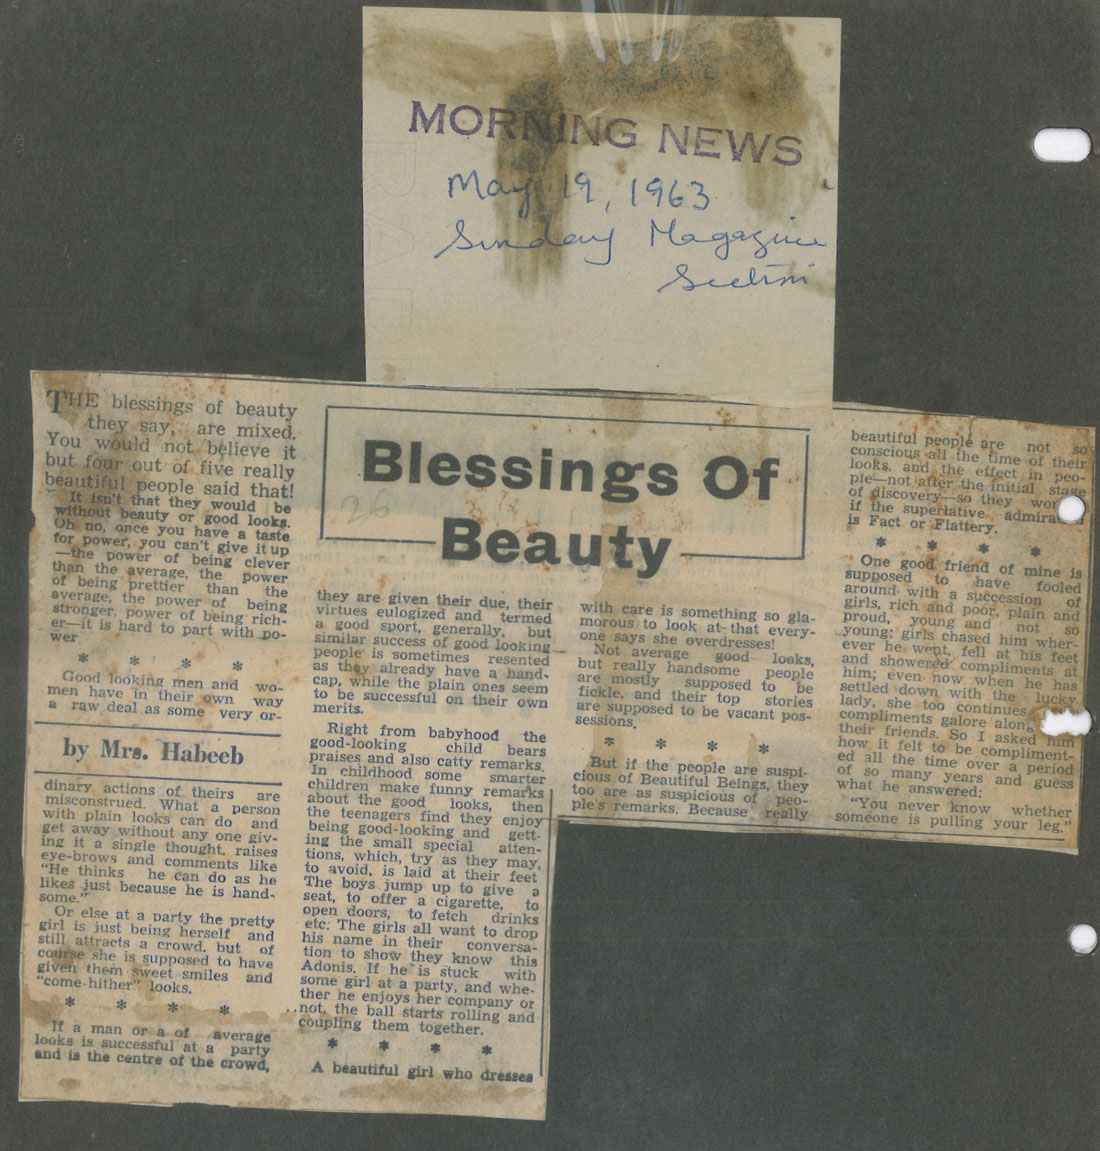 MORNING NEWS
May 19, 1963
Sunday Magazine
Section
Blessings Of
Beauty
26
THE blessings of beauty
they say, are mixed.
You would not believe it
but four out of five really
beautiful people said that!
It isn't that they would be
without beauty or good looks.
Oh no, once you have a taste
for power, you can't give it up
—the power of being clever
than the average, the power
of being prettier than the
average, the power of being
stronger, power of being rich-
er—it is hard to part with po-
wer
* * * *
Good looking men and wo-
men have in their own way
a raw deal as some very or-
by Mrs. Habeeb
dinary actions of theirs are
misconstrued. What a person
with plain looks can do and
get away without any one giv-
ing it a single thought, raises
eye-brows and comments like
"He thinks he can do as he
likes just because he is hand-
some."
Or else at a party the pretty
girl is just being herself and
still attracts a crowd, but of
course she is supposed to have
given them sweet smiles and
"come-hither" looks.
* * * *
If a man or a of average
looks is successful at a party
and is the centre of the crowd,
they are given their due, their
virtues eulogized and termed
a good sport, generally, but
similar success of good looking
people is sometimes resented
as they already have a hand-
cap, while the plain ones seem
to be successful on their own
merits.
Right from babyhood the
good-looking child bears
praises and also catty remarks.
In childhood some smarter
children make funny remarks
about the good looks, then
the teenagers find they enjoy
being good-looking and gett-
ing the small special atten-
tions, which, try as they may,
to avoid, is laid at their feet
The boys jump up to give a
seat, to offer a cigarette, to
open doors, to fetch drinks
etc: The girls all want to drop
his name in their conversa-
tion to show they know this
Adonis. If he is stuck with
some girl at a party, and whe-
ther he enjoys her company or
not, the ball starts rolling and
coupling them together.
* * * *
A beautiful girl who dresses
with care is something so gla-
morous to look at-that every-
one says she overdresses!
Not average good looks,
but really handsome people
are mostly supposed to be
fickle, and their top stories
are supposed to be vacant pos-
sessions.
* * * *
But if the people are suspi-
cious of Beautiful Beings, they
too are as suspicious of peo-
ple's remarks. Because really
beautiful people are not so
conscious all the time of their
looks, and the effect in peo-
ple—not after the initial stage
of discovery—so they
if the superlative
is Fact or Flattery.
* * * *
One good friend of mine is
supposed to have fooled
around with a succession of
girls, rich and poor, plain and
proud, young and not so
young; girls chased him wher-
ever he went, fell at his feet
and showered compliments at
him; even now when he has
settled down with the lucky
lady, she too continues
compliments galore along
their friends. So I asked him
how it felt to be compliment-
ed all the time over a period
of so many years and guess
what he answered:
"You never know whether
someone is pulling your leg."